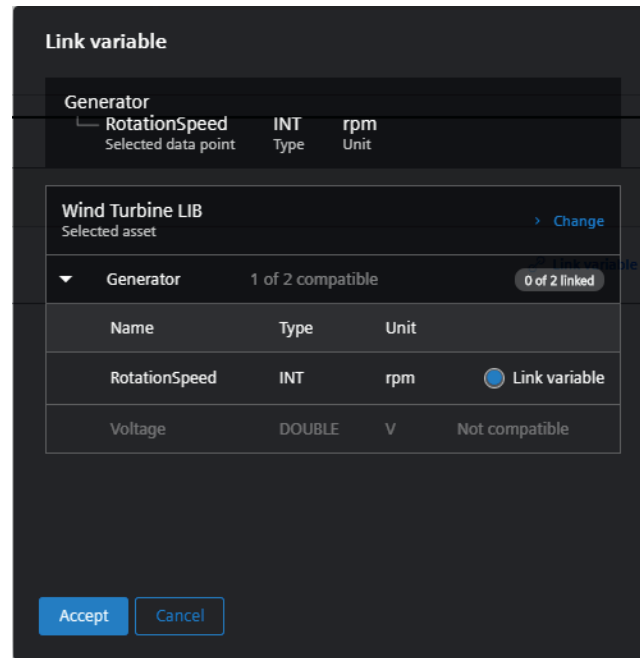 Link variable
Generator
RotationSpeed INT rpm
Selected data point Type Unit
Wind Turbine LIB
Selected asset
> Change
Link variable
Generator 1 of 2 compatible 0 of 2 linked
Name Type Unit
RotationSpeed INT rpm Link variable
Voltage DOUBLE V Not compatible
Accept Cancel